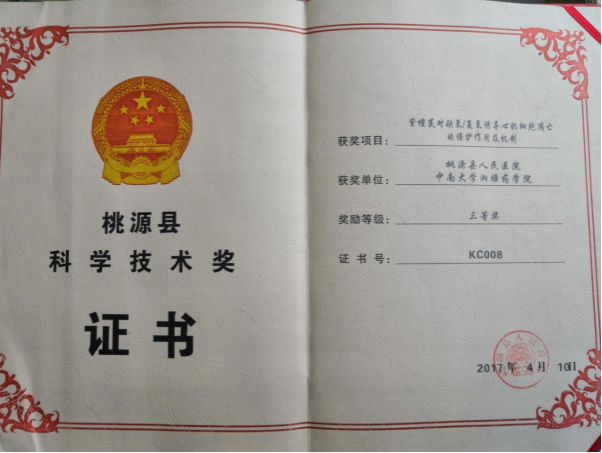 桃源县
科学技术奖
证书
获奖项目：紫檀芪对缺氧/复氧诱导心肌细胞凋亡
的保护作用及机制
获奖单位：桃源县人民医院
中南大学湘雅药学院
奖励等级：三等奖
证书号：KC008
2017年 4月 10日